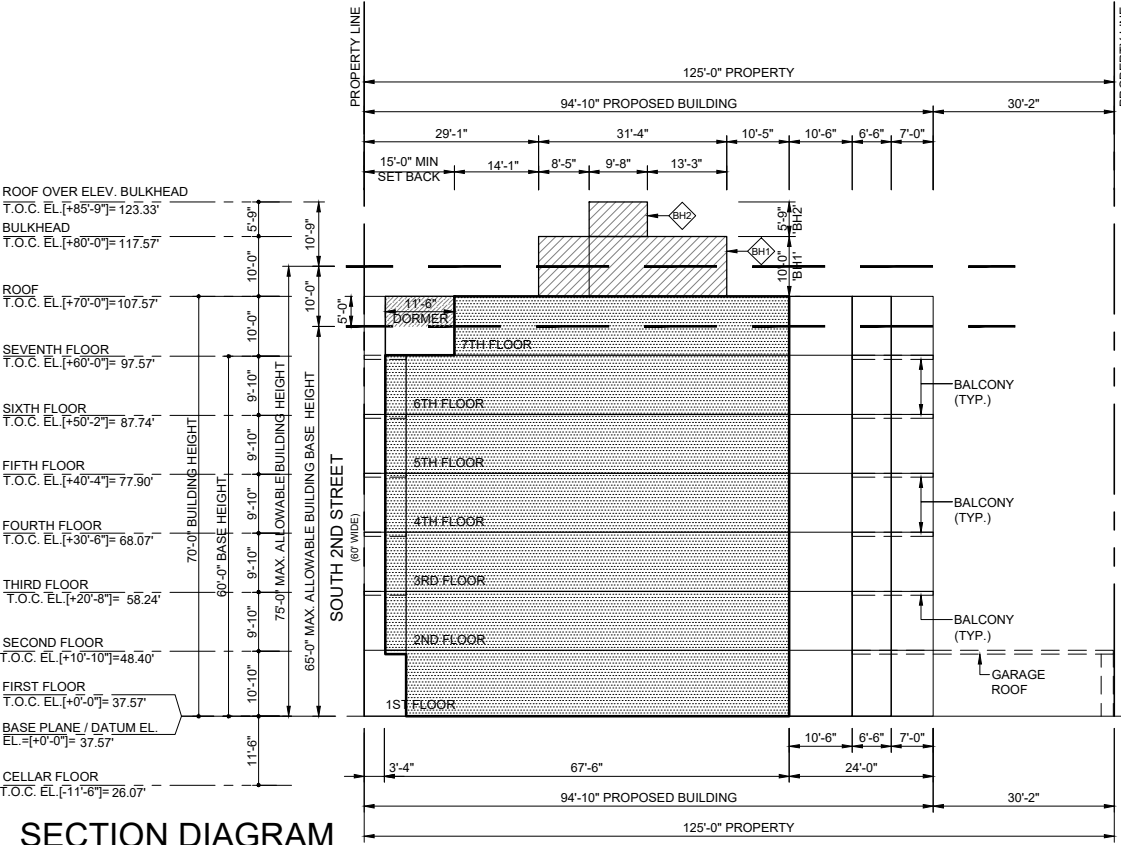 PROPERTY LINE
PROPERTY LINE
125'-0" PROPERTY
94'-10" PROPOSED BUILDING
30'-2"
29'-1"
31'-4"
10'-5"
10'-6"
6'-6"
7'-0"
15'-0" MIN
SET BACK
14'-1"
8'-5"
9'-8"
13'-3"
ROOF OVER ELEV. BULKHEAD
T.O.C. EL.[+85'-9"]= 123.33'
BULKHEAD
T.O.C. EL.[+80'-0"]= 117.57'
ROOF
T.O.C. EL.[+70'-0"]=107.57'
SEVENTH FLOOR
T.O.C. EL.[+60'-0"]= 97.57'
SIXTH FLOOR
T.O.C. EL.[+50'-2"]= 87.74'
FIFTH FLOOR
T.O.C. EL.[+40'-4"]= 77.90'
FOURTH FLOOR
T.O.C. EL.[+30'-6"]= 68.07'
THIRD FLOOR
T.O.C. EL.[+20'-8"]= 58.24'
SECOND FLOOR
T.O.C. EL.[+10'-10"]=48.40'
FIRST FLOOR
T.O.C. EL.[+0'-0"]= 37.57'
BASE PLANE / DATUM EL.
EL.=[+0'-0"]= 37.57'
CELLAR FLOOR
T.O.C. EL.[-11'-6"]= 26.07'
70'-0" BUILDING HEIGHT
60'-0" BASE HEIGHT
5'-9"
10'-0"
10'-0"
9'-10"
9'-10"
9'-10"
9'-10"
9'-10"
10'-10"
11'-6"
75'-0" MAX. ALLOWABLE BUILDING HEIGHT
10'-9"
10'-0"
65'-0" MAX. ALLOWABLE BUILDING BASE HEIGHT
5'-0"
SOUTH 2ND STREET
(60' WIDE)
BH2
BH1
5'-9"
'BH2'
10'-0"
'BH1'
11'-6"
DORMER
7TH FLOOR
6TH FLOOR
5TH FLOOR
4TH FLOOR
3RD FLOOR
2ND FLOOR
1ST FLOOR
BALCONY
(TYP.)
BALCONY
(TYP.)
BALCONY
(TYP.)
GARAGE
ROOF
10'-6"
6'-6"
7'-0"
3'-4"
67'-6"
24'-0"
94'-10" PROPOSED BUILDING
30'-2"
125'-0" PROPERTY
SECTION DIAGRAM